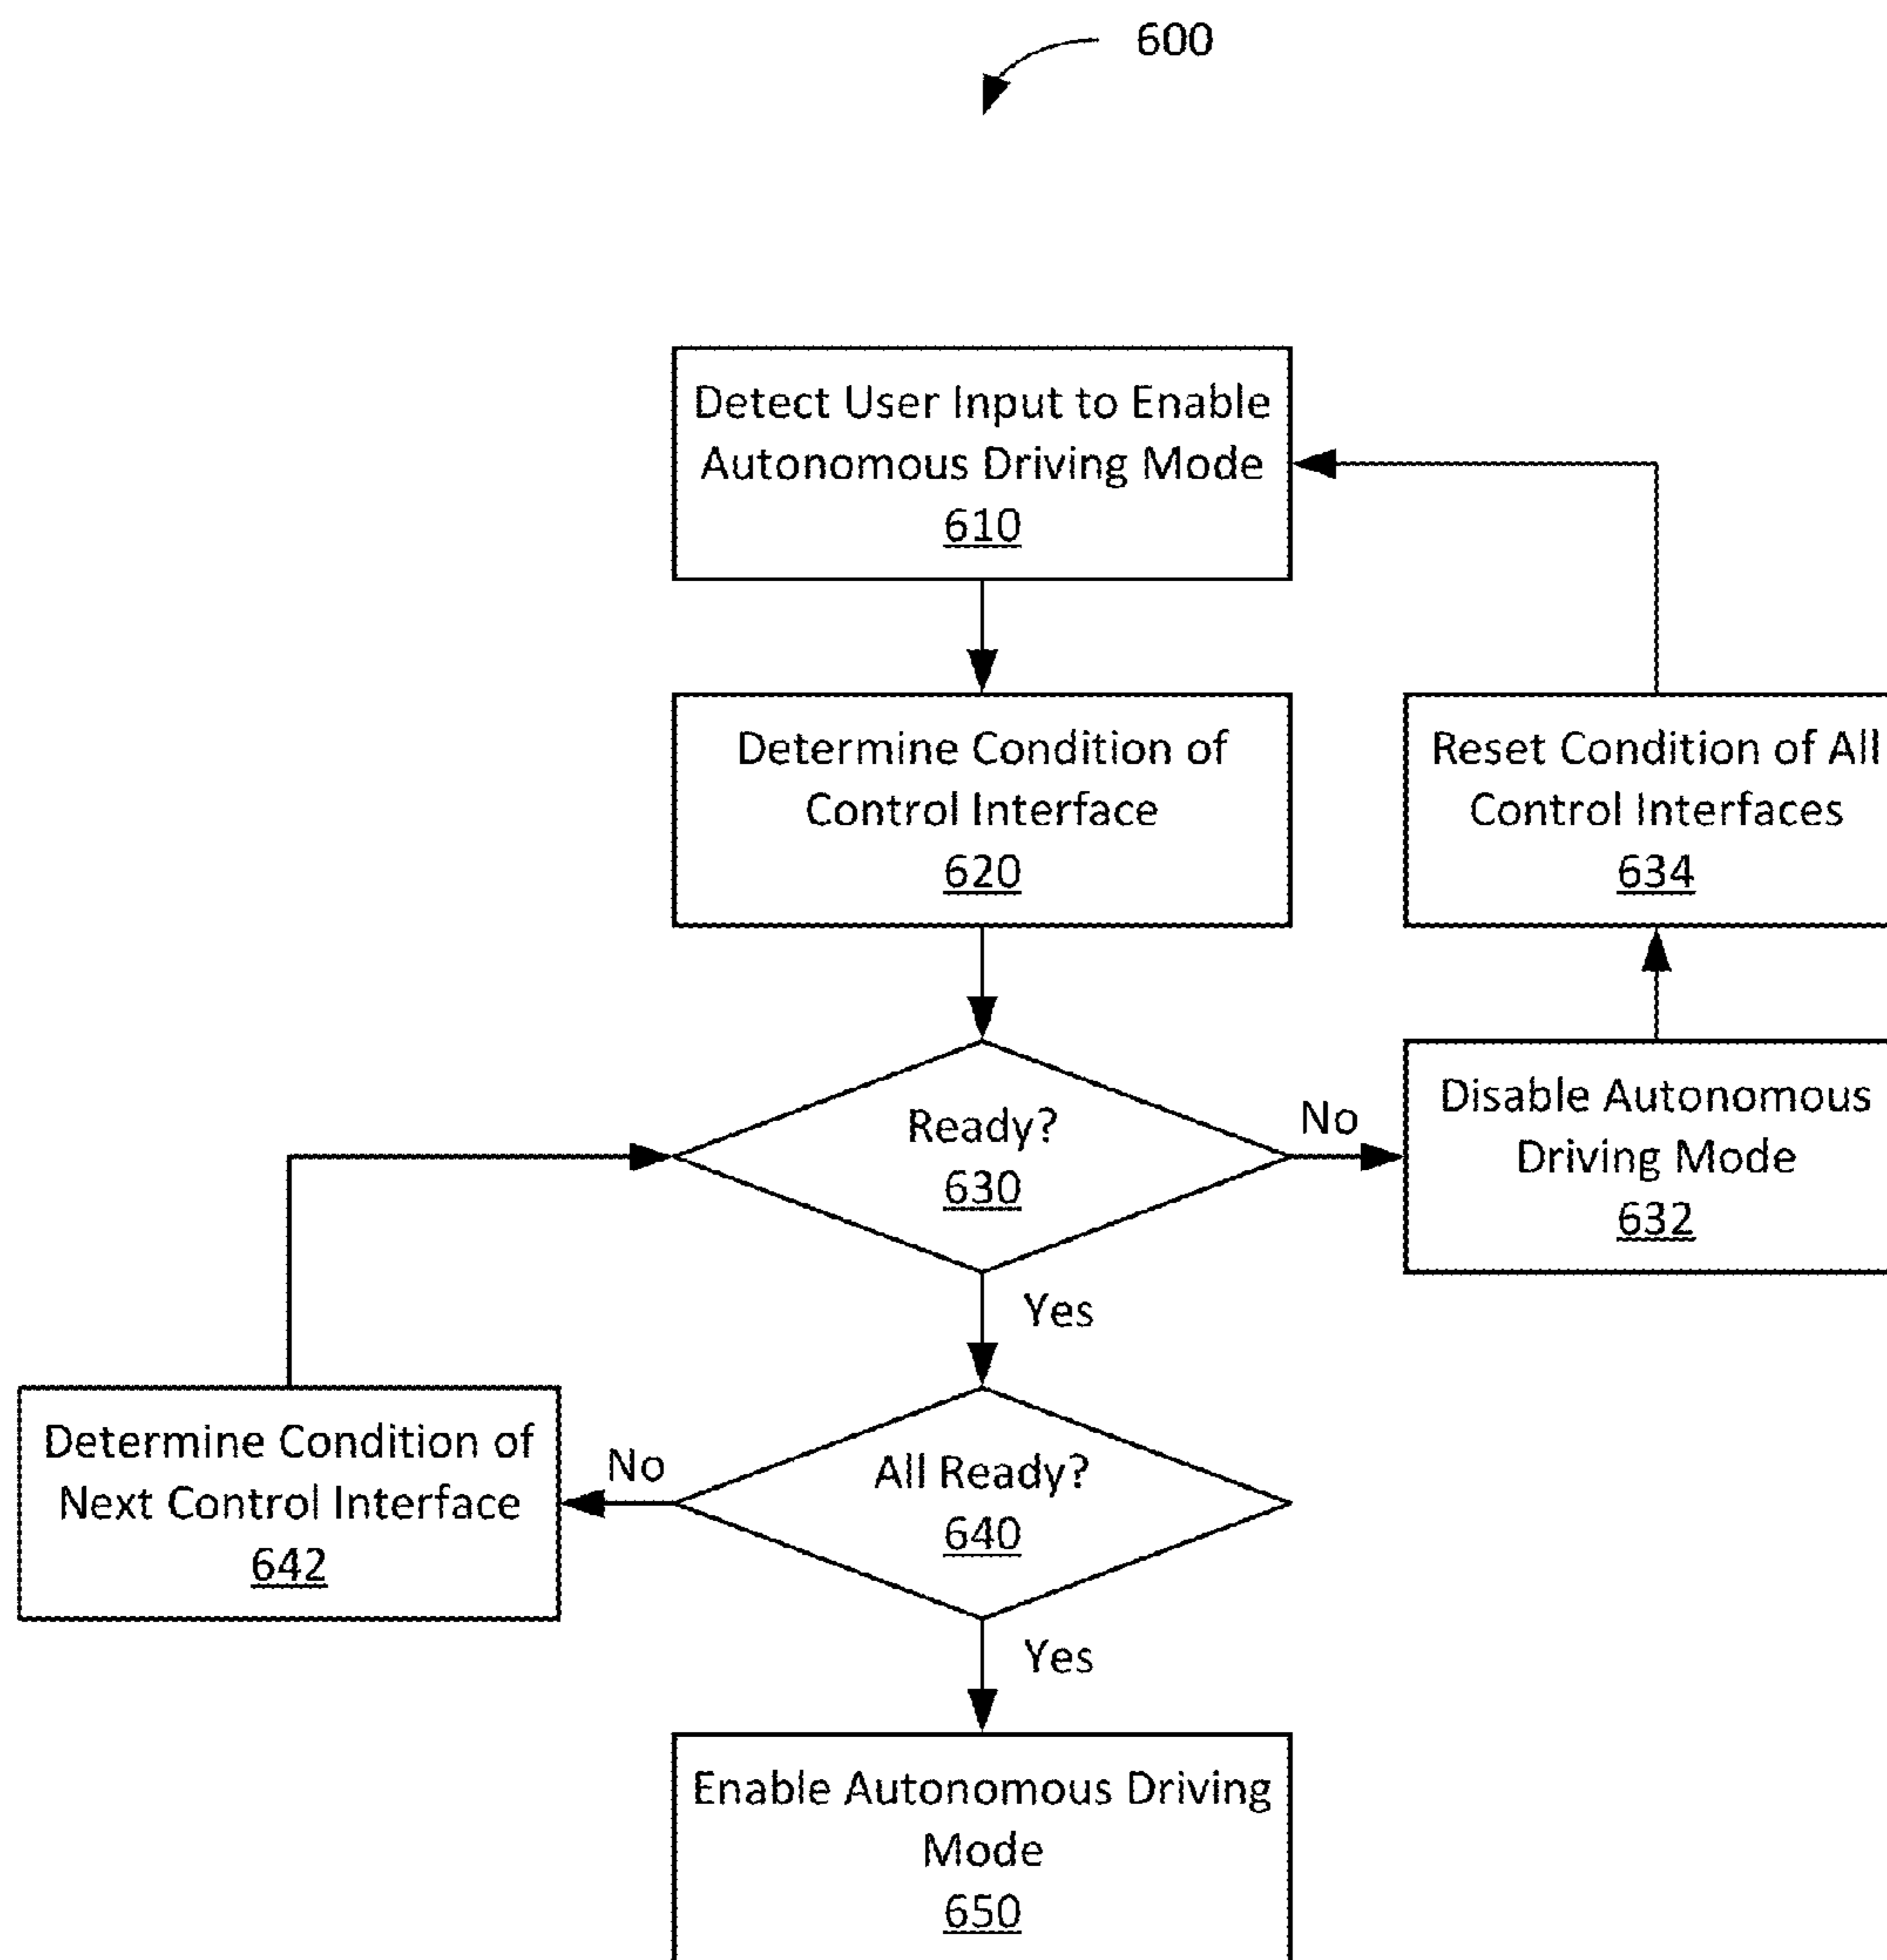 600
Detect User Input to Enable
Autonomous Driving Mode
610
Determine Condition of
Control Interface
620
Reset Condition of All
Control Interfaces
634
Ready?
630
No
Disable Autonomous
Driving Mode
632
Yes
Determine Condition of
Next Control Interface
642
No
All Ready?
640
Yes
Enable Autonomous Driving
Mode
650